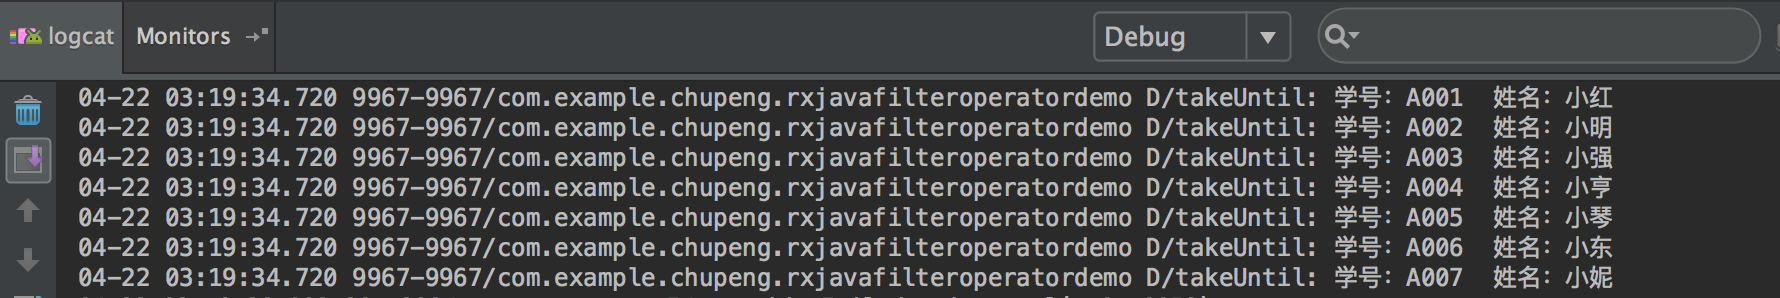 logcat Monitors Debug
04-22 03:19:34.720 9967-9967/com.example.chupeng.rxjavafilteroperatordemo D/takeUntil: 学号：A001  姓名：小红
04-22 03:19:34.720 9967-9967/com.example.chupeng.rxjavafilteroperatordemo D/takeUntil: 学号：A002  姓名：小明
04-22 03:19:34.720 9967-9967/com.example.chupeng.rxjavafilteroperatordemo D/takeUntil: 学号：A003  姓名：小强
04-22 03:19:34.720 9967-9967/com.example.chupeng.rxjavafilteroperatordemo D/takeUntil: 学号：A004  姓名：小亨
04-22 03:19:34.720 9967-9967/com.example.chupeng.rxjavafilteroperatordemo D/takeUntil: 学号：A005  姓名：小琴
04-22 03:19:34.720 9967-9967/com.example.chupeng.rxjavafilteroperatordemo D/takeUntil: 学号：A006  姓名：小东
04-22 03:19:34.720 9967-9967/com.example.chupeng.rxjavafilteroperatordemo D/takeUntil: 学号：A007  姓名：小妮